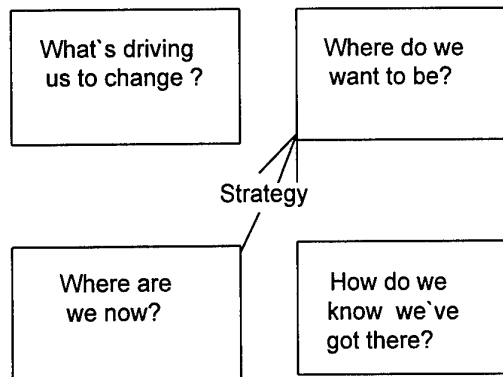 What`s driving
us to change ?
Where do we
want to be?
Strategy
Where are
we now?
How do we
know we`ve
got there?